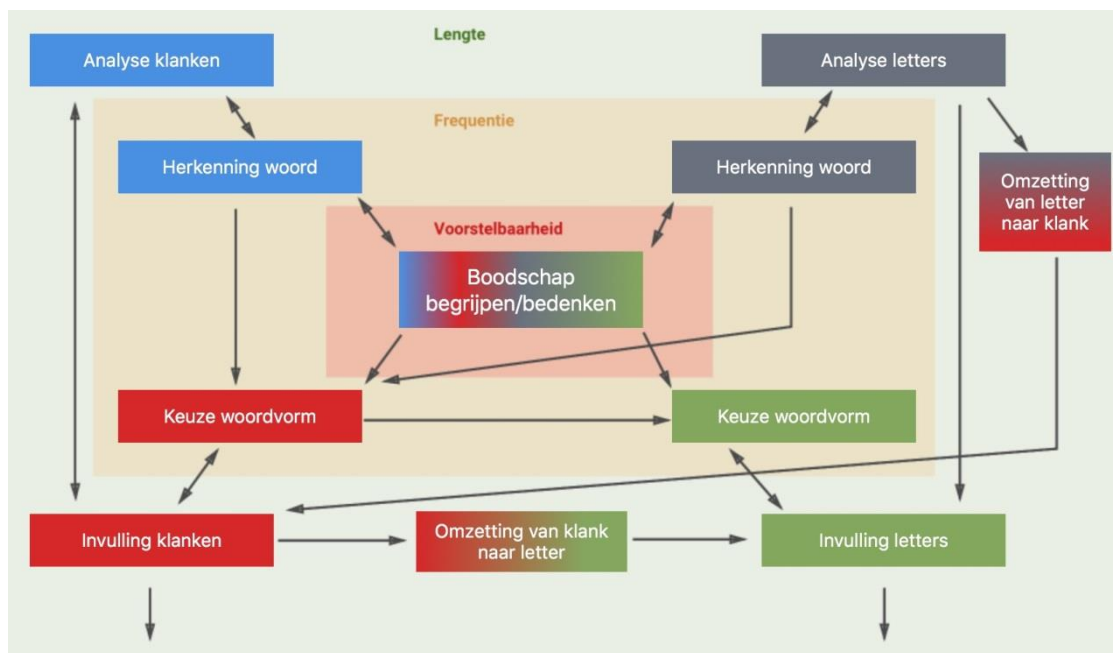 Lengte
Analyse klanken
Analyse letters
Frequentie
Herkenning woord
Herkenning woord
Omzetting
van letter
naar klank
Voorstelbaarheid
Boodschap
begrijpen/bedenken
Keuze woordvorm
Keuze woordvorm
Invulling klanken
Omzetting van klank
naar letter
Invulling letters